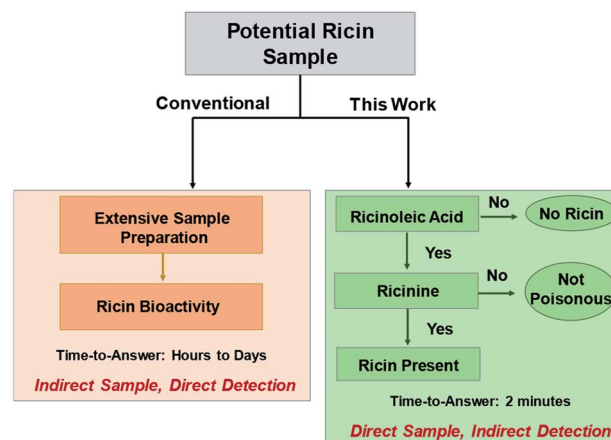 Potential Ricin
Sample
Conventional
This Work
Extensive Sample
Preparation
Ricin Bioactivity
Time-to-Answer: Hours to Days
Indirect Sample, Direct Detection
Ricinoleic Acid
No
No Ricin
Yes
Ricinine
No
Not
Poisonous
Yes
Ricin Present
Time-to-Answer: 2 minutes
Direct Sample, Indirect Detection